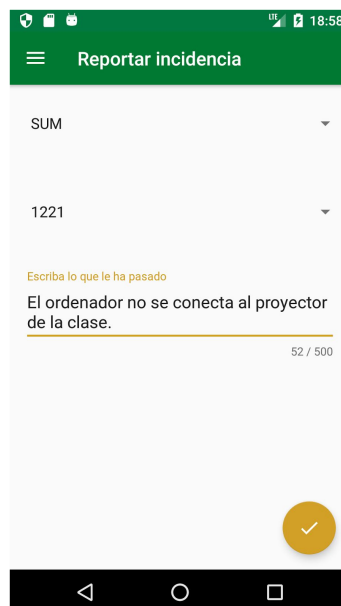 LTE 18:58
Reportar incidencia
SUM
1221
Escriba lo que le ha pasado
El ordenador no se conecta al proyector
de la clase.
52 / 500